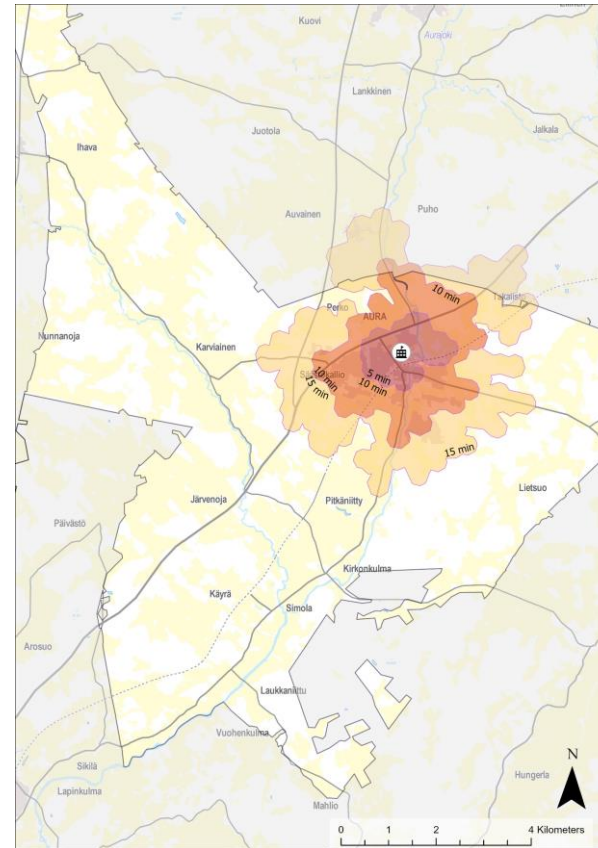 Kuovi
Aurajoki
Lankkinen
Juotola
Jalkala
Ihava
Auvainen
Puho
10 min
Perko
AURA
Nunnanoja
Karviainen
5 min
10 min
10 min
15 min
15 min
Lietsuo
Järvenoja
Pitkäniitty
Päivästö
Kirkonkulma
Käyrä
Simola
Arosuo
Laukkaniittu
Vuohenkulma
N
Sikilä
Hungerla
Lapinkulma
Mahlio
0 1 2 4 Kilometers